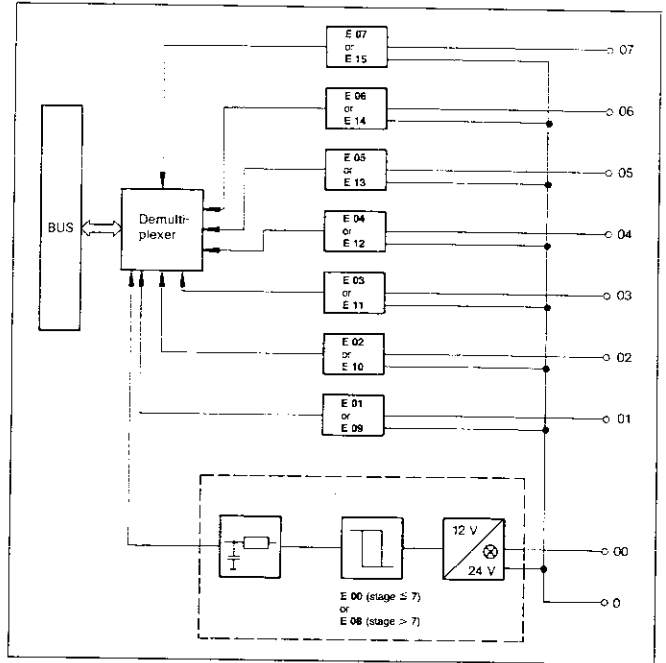 E 07
or
E 15
07
E 06
or
E 14
06
E 05
or
E 13
05
BUS
Demulti-
plexer
E 04
or
E 12
04
E 03
or
E 11
03
E 02
or
E 10
02
E 01
or
E 09
01
12 V
24 V
00
E 00 (stage ≤ 7)
or
E 08 (stage > 7)
0